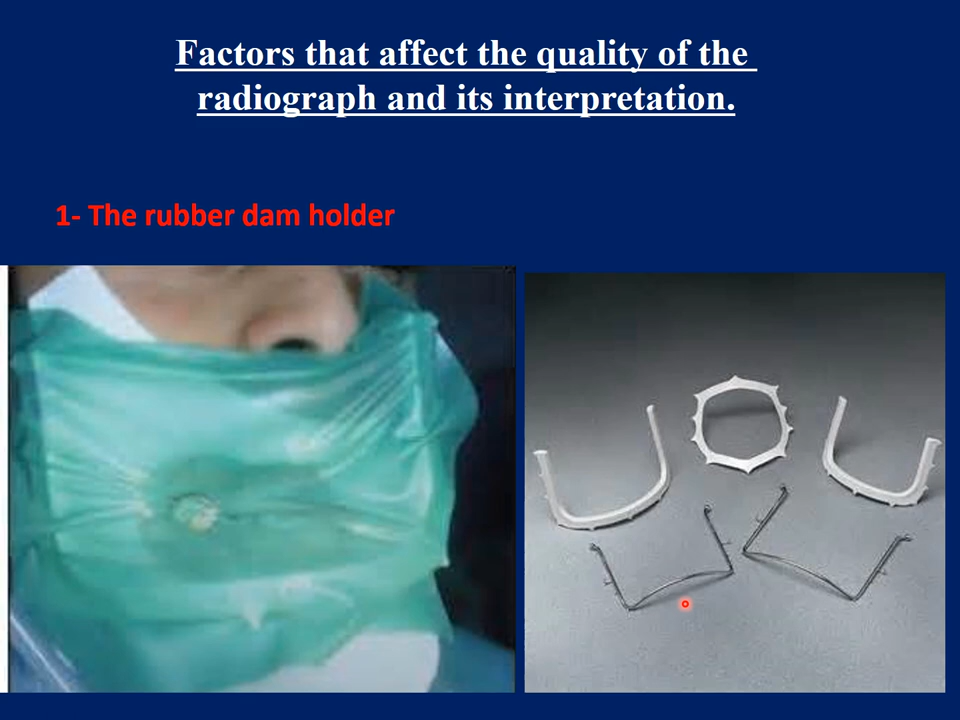 Factors that affect the quality of the
radiograph and its interpretation.
1- The rubber dam holder